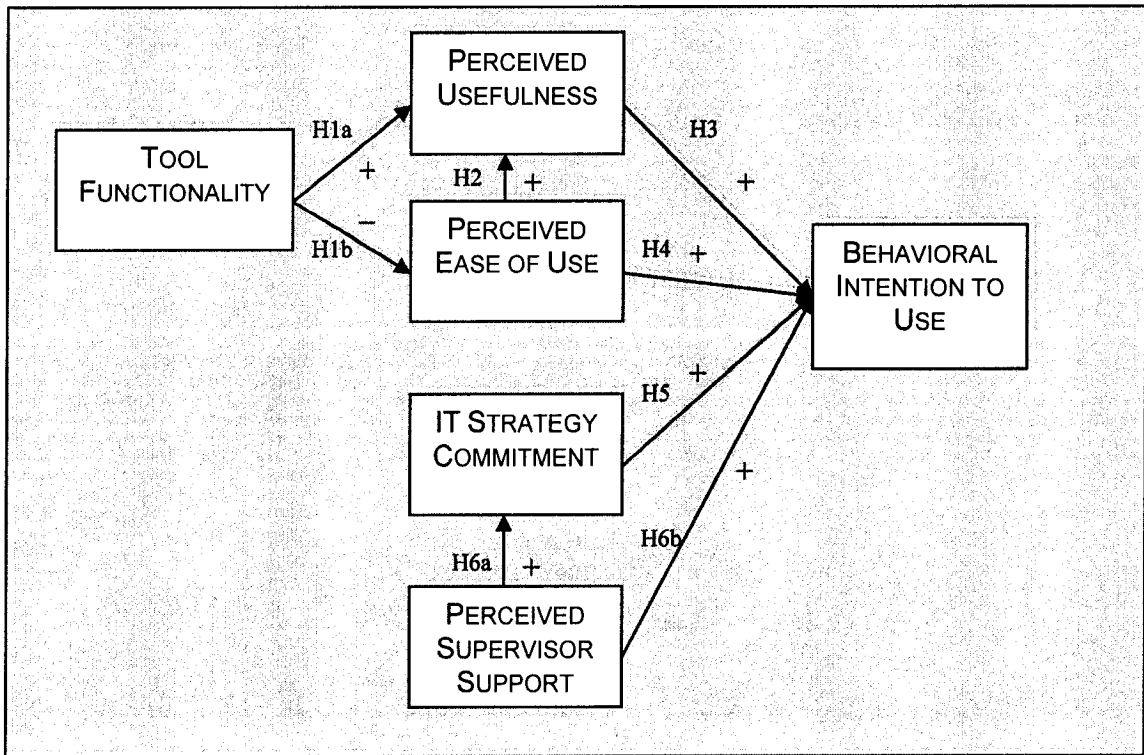 PERCEIVED
USEFULNESS
H1a
H3
TOOL
FUNCTIONALITY
+
H2 +
+
−
H1b
PERCEIVED
EASE OF USE
H4 +
BEHAVIORAL
INTENTION TO
USE
IT STRATEGY
COMMITMENT
H5 +
+
H6a +
H6b
PERCEIVED
SUPERVISOR
SUPPORT